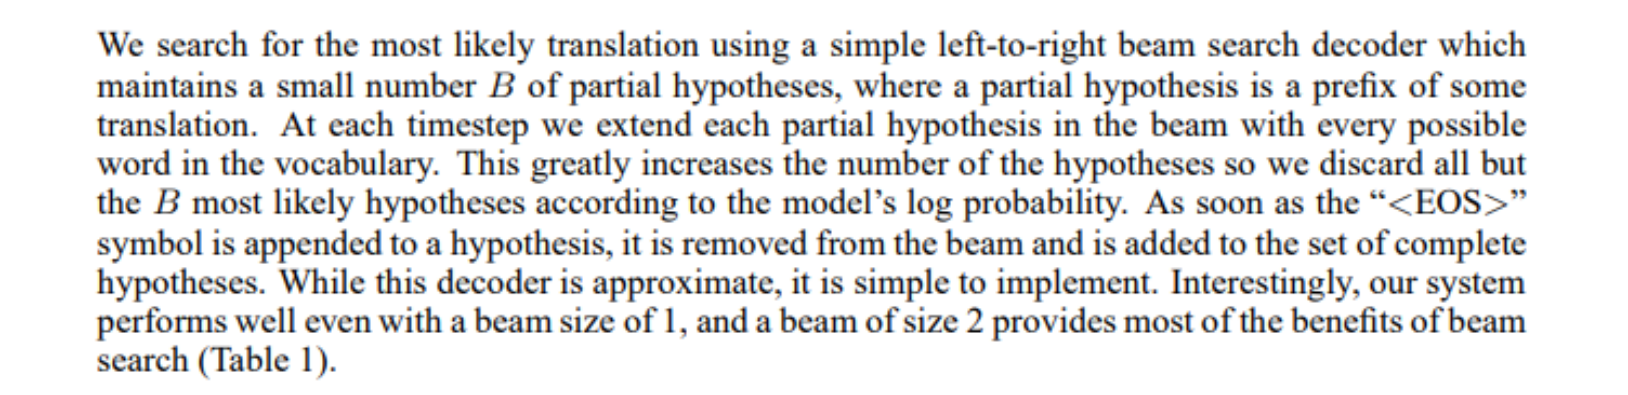 We search for the most likely translation using a simple left-to-right beam search decoder which
maintains a small number B of partial hypotheses, where a partial hypothesis is a prefix of some
translation. At each timestep we extend each partial hypothesis in the beam with every possible
word in the vocabulary. This greatly increases the number of the hypotheses so we discard all but
the B most likely hypotheses according to the model’s log probability. As soon as the “<EOS>”
symbol is appended to a hypothesis, it is removed from the beam and is added to the set of complete
hypotheses. While this decoder is approximate, it is simple to implement. Interestingly, our system
performs well even with a beam size of 1, and a beam of size 2 provides most of the benefits of beam
search (Table 1).